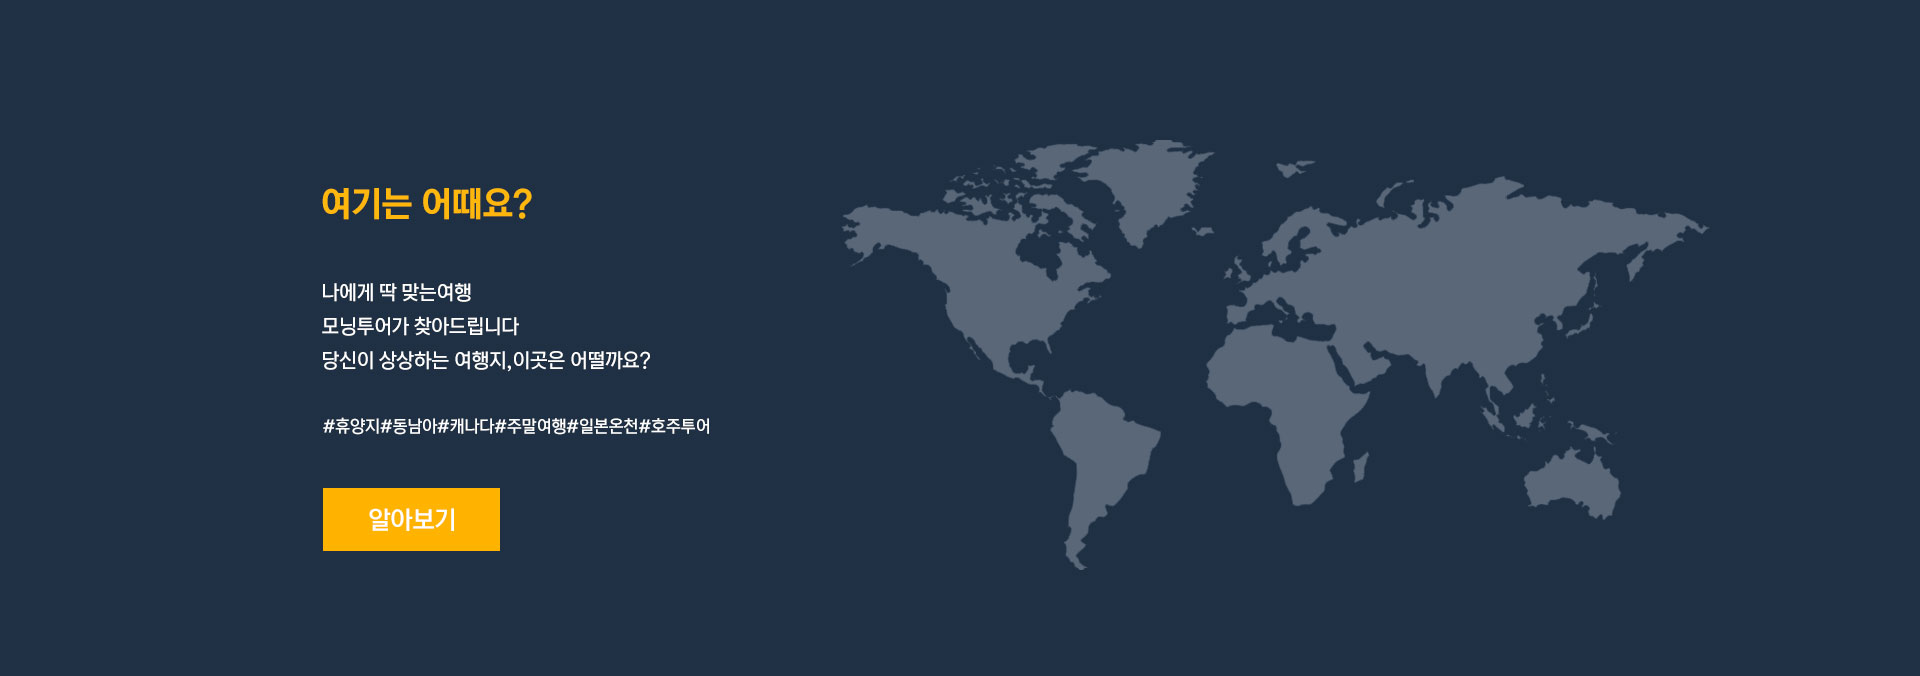 여기는 어때요?
나에게 딱 맞는여행
모닝투어가 찾아드립니다
당신이 상상하는 여행지,이곳은 어떨까요?
#휴양지#동남아#캐나다#주말여행#일본온천#호주투어
알아보기